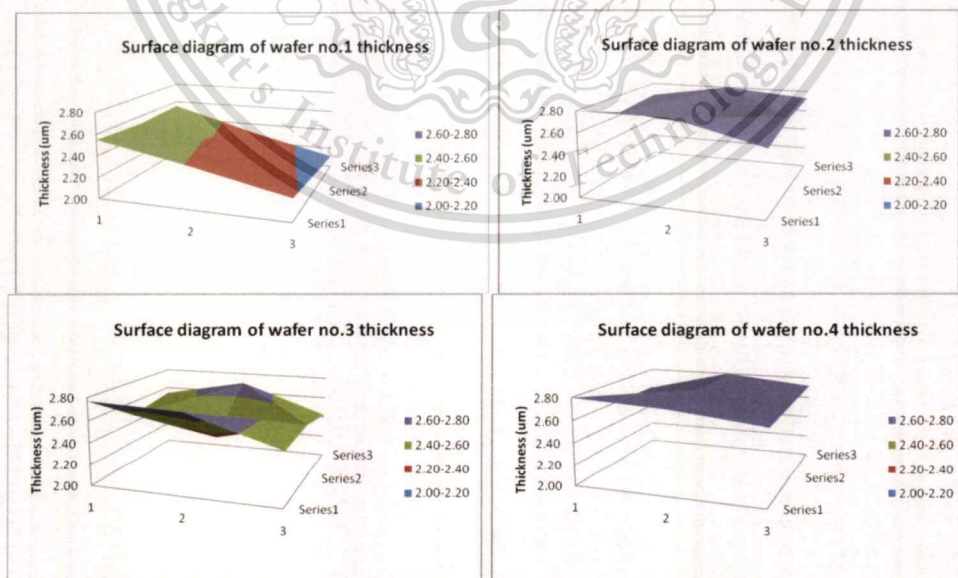 Surface diagram of wafer no.1 thickness
Thickness (um)
2.80
2.60
2.40
2.20
2.00
1
2
3
Series3
Series2
Series1
2.60-2.80
2.40-2.60
2.20-2.40
2.00-2.20
Surface diagram of wafer no.2 thickness
Thickness (um)
2.80
2.60
2.40
2.20
2.00
1
2
3
Series3
Series2
Series1
2.60-2.80
2.40-2.60
2.20-2.40
2.00-2.20
Surface diagram of wafer no.3 thickness
Thickness (um)
2.80
2.60
2.40
2.20
2.00
1
2
3
Series3
Series2
Series1
2.60-2.80
2.40-2.60
2.20-2.40
2.00-2.20
Surface diagram of wafer no.4 thickness
Thickness (um)
2.80
2.60
2.40
2.20
2.00
1
2
3
Series3
Series2
Series1
2.60-2.80
2.40-2.60
2.20-2.40
2.00-2.20
Institute of Technology